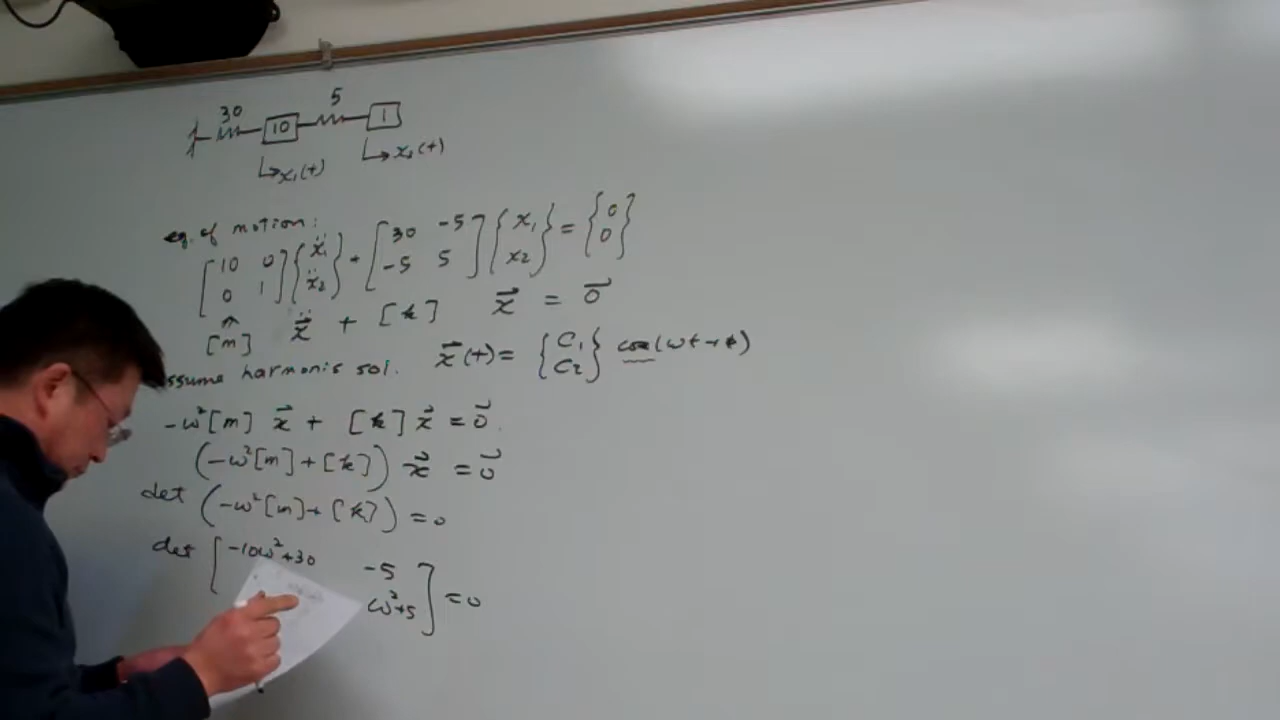 30 5
10 1
x₁(t) x₂(t)
eq. of motion:
[10 0; 0 1] {ẍ₁; ẍ₂} + [30 -5; -5 5] {x₁; x₂} = {0; 0}
[m] ẍ + [k] x⃗ = 0⃗
ssume harmonis sol. x⃗(t) = {C₁; C₂} cos(ωt + ϕ)
-ω²[m] x⃗ + [k] x⃗ = 0⃗
(-ω²[m] + [k]) x⃗ = 0⃗
det (-ω²[m] + [k]) = 0
det [-10ω²+30 -5; ω²+5] = 0